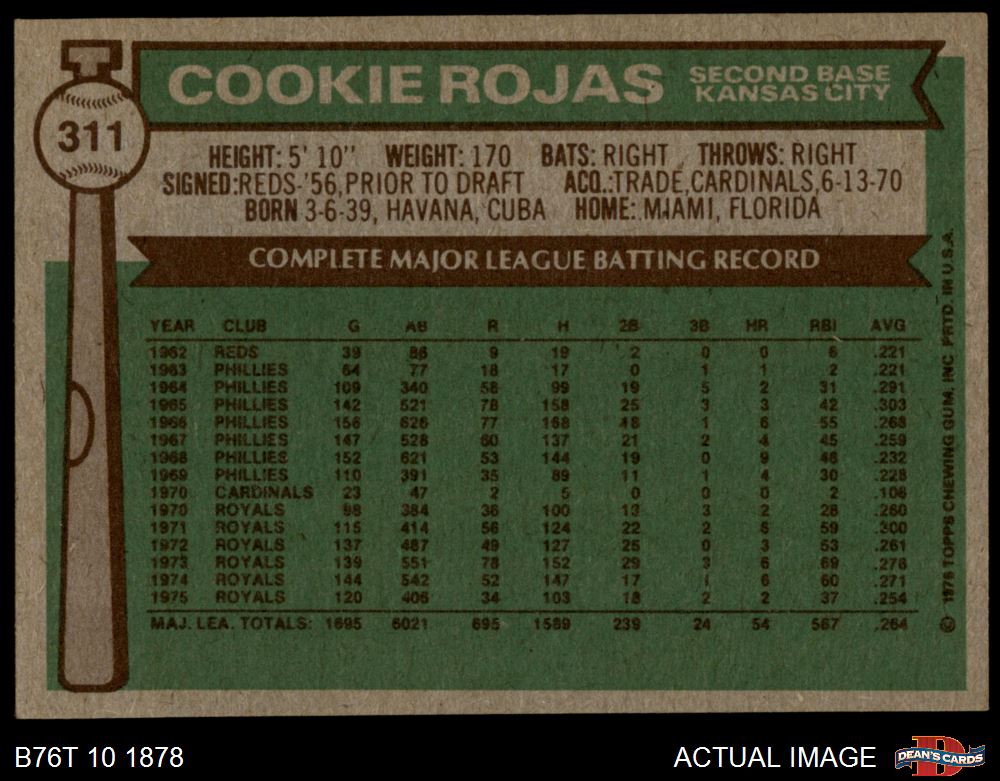 COOKIE ROJAS SECOND BASE
KANSAS CITY
311
HEIGHT: 5' 10" WEIGHT: 170 BATS: RIGHT THROWS: RIGHT
SIGNED: REDS-'56, PRIOR TO DRAFT ACQ.: TRADE, CARDINALS, 6-13-70
BORN 3-6-39, HAVANA, CUBA HOME: MIAMI, FLORIDA
COMPLETE MAJOR LEAGUE BATTING RECORD
YEAR CLUB G AB R H 2B 3B HR RBI AVG
1962 REDS 39 86 9 19 2 0 0 6 .221
1963 PHILLIES 64 77 18 17 0 1 1 2 .221
1964 PHILLIES 109 340 58 99 19 5 2 31 .291
1965 PHILLIES 142 521 78 158 25 3 3 42 .303
1966 PHILLIES 156 626 77 168 18 1 6 55 .268
1967 PHILLIES 147 528 60 137 21 2 4 45 .259
1968 PHILLIES 152 621 53 144 19 0 9 48 .232
1969 PHILLIES 110 391 35 89 11 1 4 30 .228
1970 CARDINALS 23 47 2 5 0 0 0 2 .106
1970 ROYALS 98 384 36 100 13 3 2 28 .260
1971 ROYALS 115 414 56 124 22 2 6 59 .300
1972 ROYALS 137 487 49 127 25 0 3 53 .261
1973 ROYALS 139 551 78 152 29 3 6 69 .276
1974 ROYALS 144 542 52 147 17 1 6 60 .271
1975 ROYALS 120 406 34 103 18 2 2 37 .254
MAJ. LEA. TOTALS: 1695 6021 695 1589 239 24 54 567 .264
© 1976 TOPPS CHEWING GUM, INC PRTD. IN U.S.A.
B76T 10 1878 ACTUAL IMAGE
D
DEAN'S CARDS